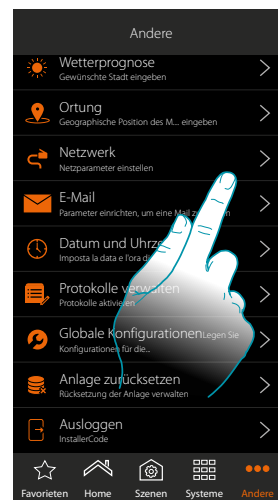 Andere
Wetterprognose
Gewünschte Stadt eingeben
Ortung
Geographische Position des M... eingeben
Netzwerk
Netzparameter einstellen
E-Mail
Parameter einrichten, um eine Mail
Datum und
Imposta la data e l'ora
Protokolle verwalten
Protokolle aktivieren
Globale Konfigurationen Legen Sie
Konfigurationen für die...
Anlage zurücksetzen
Rücksetzung der Anlage verwalten
Ausloggen
InstallerCode
Favoriten Home Szenen Systeme Andere